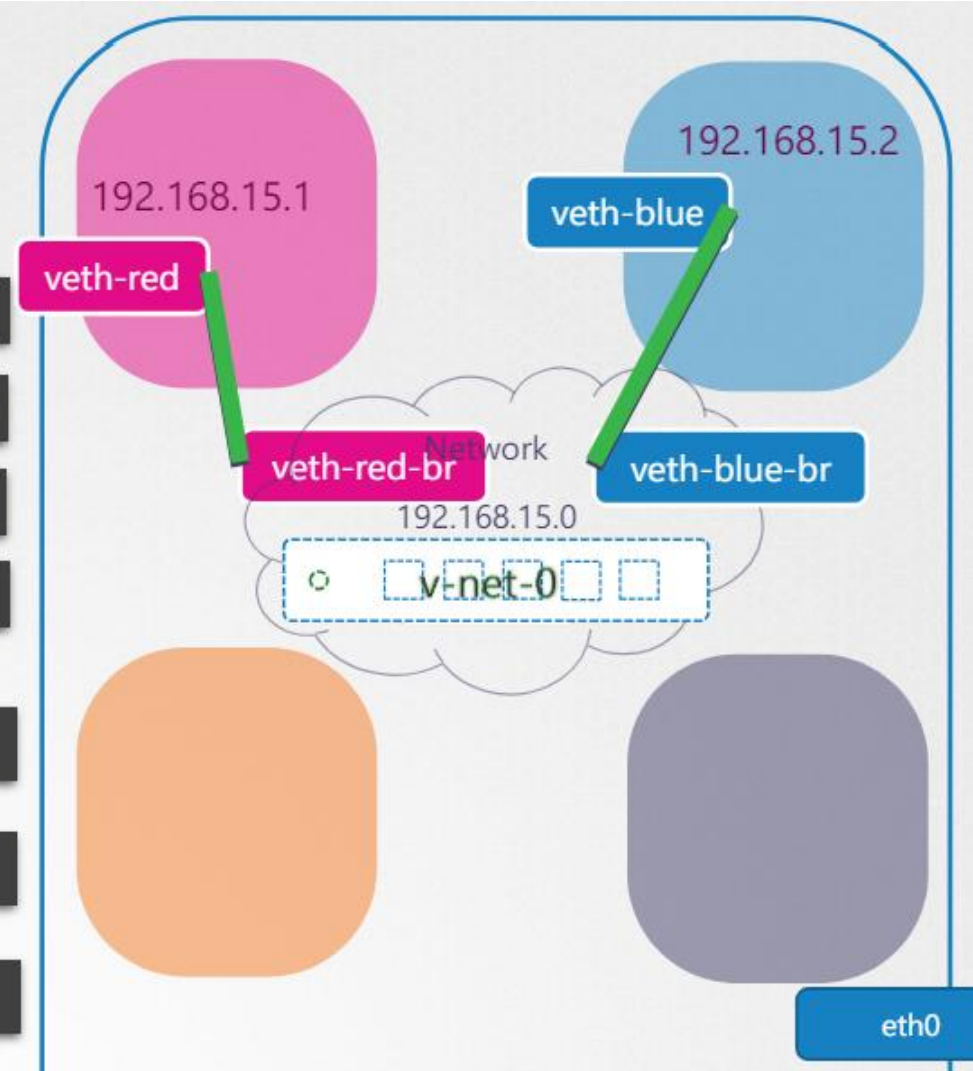 192.168.15.1
192.168.15.2
veth-red
veth-blue
Network
veth-red-br
veth-blue-br
192.168.15.0
v-net-0
eth0